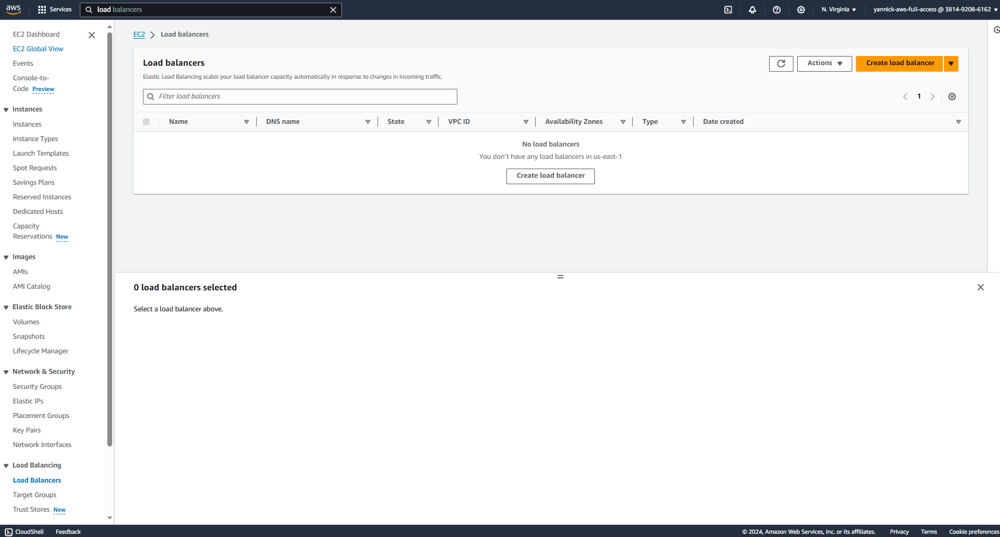 aws
Services
load balancers
N. Virginia
yannick-aws-full-access @ 3814-9208-6162
EC2 Dashboard
EC2 Global View
Events
Console-to-
Code Preview
Instances
Instances
Instance Types
Launch Templates
Spot Requests
Savings Plans
Reserved Instances
Dedicated Hosts
Capacity
Reservations New
Images
AMIs
AMI Catalog
Elastic Block Store
Volumes
Snapshots
Lifecycle Manager
Network & Security
Security Groups
Elastic IPs
Placement Groups
Key Pairs
Network Interfaces
Load Balancing
Load Balancers
Target Groups
Trust Stores New
EC2 Load balancers
Load balancers
Elastic Load Balancing scales your load balancer capacity automatically in response to changes in incoming traffic.
Actions
Create load balancer
Filter load balancers
1
Name DNS name State VPC ID Availability Zones Type Date created
No load balancers
You don't have any load balancers in us-east-1
Create load balancer
0 load balancers selected
Select a load balancer above.
CloudShell Feedback
© 2024, Amazon Web Services, Inc. or its affiliates. Privacy Terms Cookie preferences